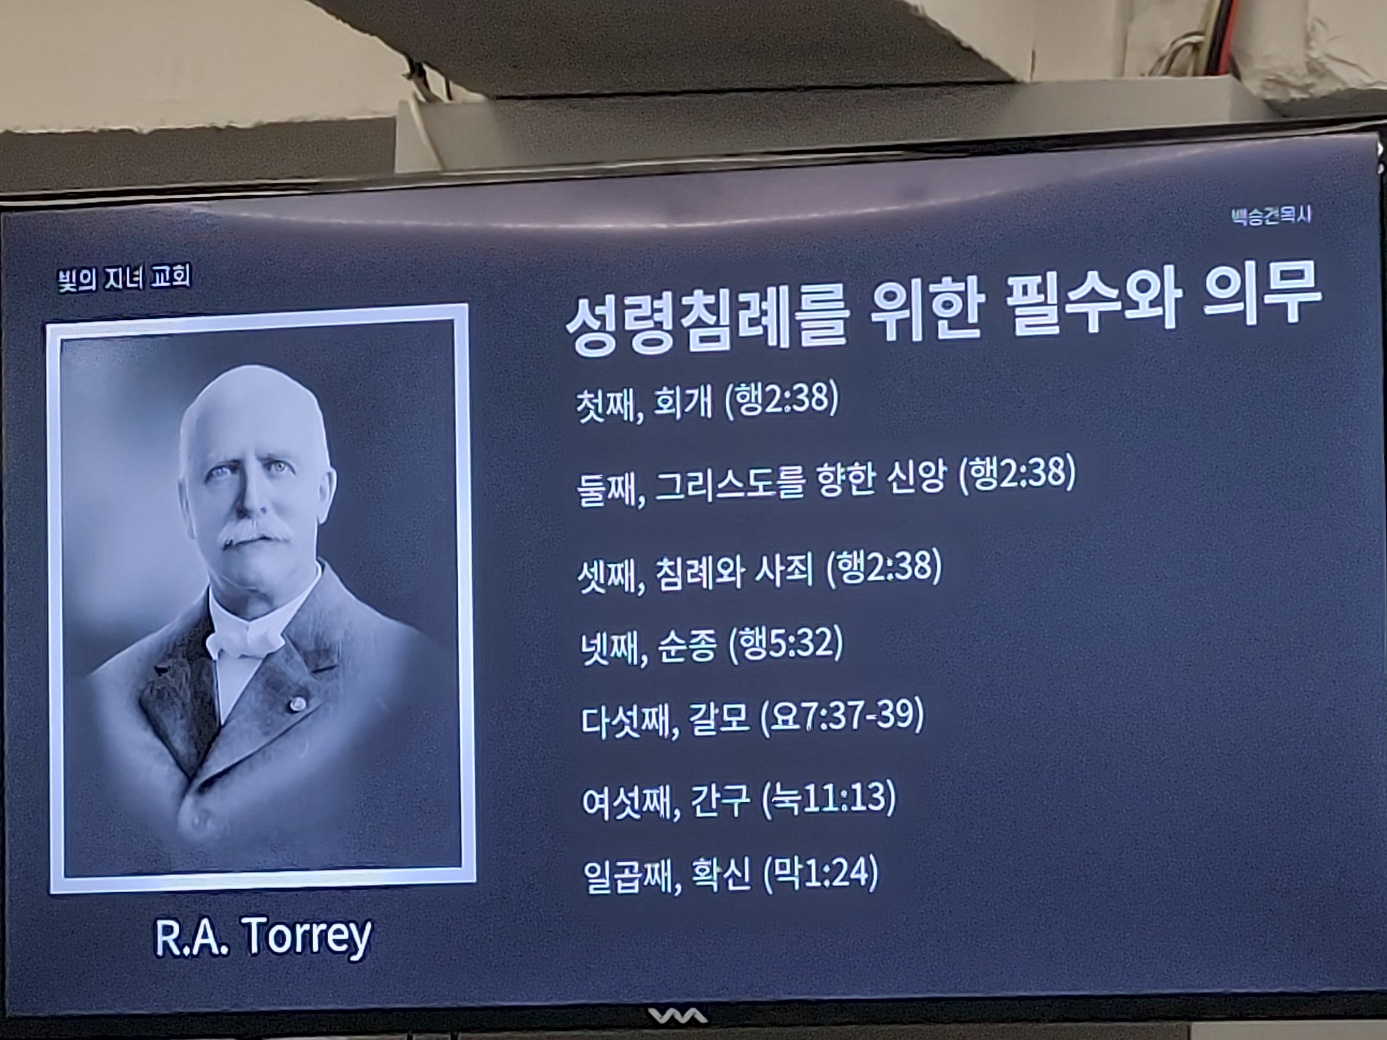 백승건목사
빛의 자녀 교회
성령침례를 위한 필수와 의무
첫째, 회개 (행2:38)
둘째, 그리스도를 향한 신앙 (행2:38)
셋째, 침례와 사죄 (행2:38)
넷째, 순종 (행5:32)
다섯째, 갈모 (요7:37-39)
여섯째, 간구 (눅11:13)
일곱째, 확신 (막1:24)
R.A. Torrey